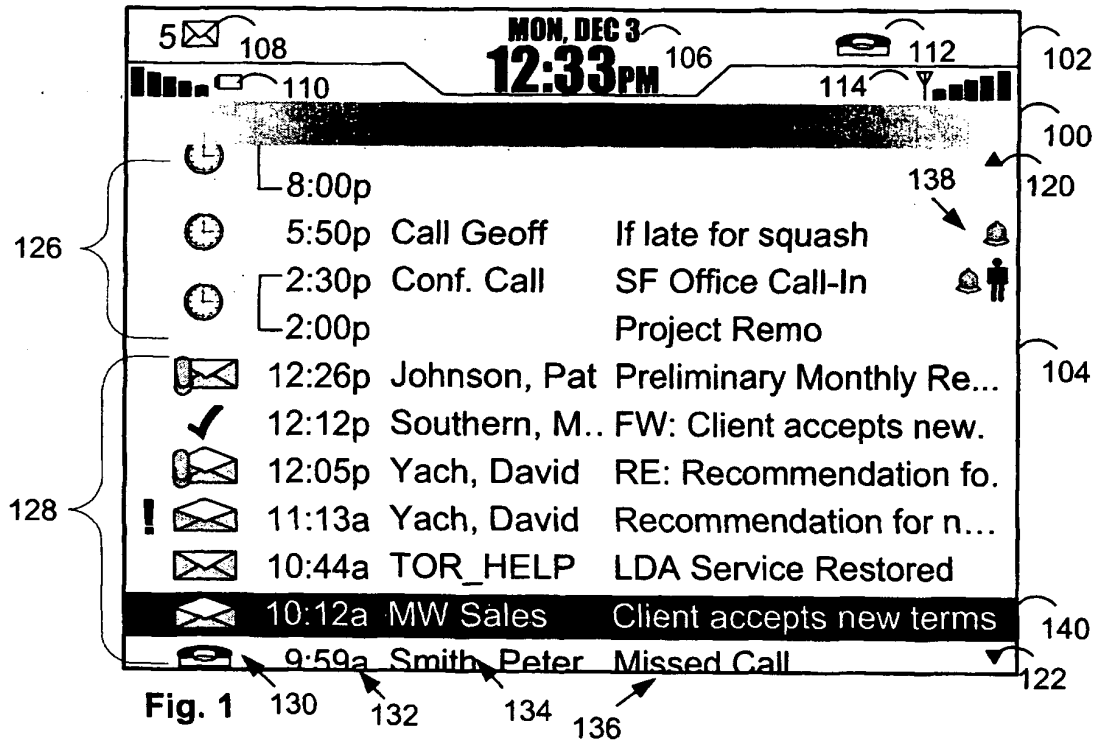 5 108 MON, DEC 3 106 112 102
110 12:33PM 114
100
8:00p 138 120
126 5:50p Call Geoff If late for squash
2:30p Conf. Call SF Office Call-In
2:00p Project Remo
12:26p Johnson, Pat Preliminary Monthly Re... 104
12:12p Southern, M.. FW: Client accepts new.
12:05p Yach, David RE: Recommendation fo.
128 ! 11:13a Yach, David Recommendation for n...
10:44a TOR_HELP LDA Service Restored
10:12a MW Sales Client accepts new terms 140
9:59a Smith, Peter Missed Call 122
Fig. 1 130 132 134 136